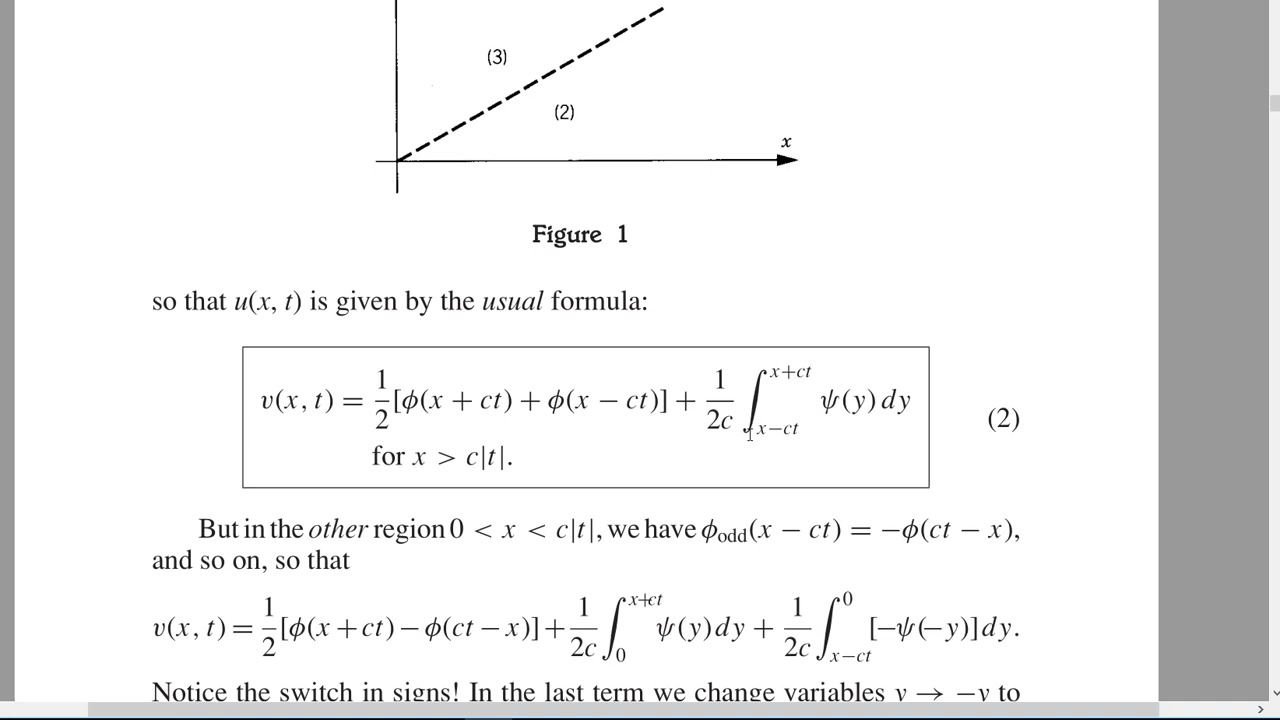 (3)
(2)
x
Figure 1
so that u(x, t) is given by the usual formula:
v(x, t) = 1/2 [ϕ(x + ct) + ϕ(x − ct)] + 1/2c ∫_{x−ct}^{x+ct} ψ(y) dy
(2)
for x > c|t|.
But in the other region 0 < x < c|t|, we have ϕ_odd(x − ct) = −ϕ(ct − x),
and so on, so that
v(x, t) = 1/2 [ϕ(x + ct) − ϕ(ct − x)] + 1/2c ∫_0^{x+ct} ψ(y) dy + 1/2c ∫_{x−ct}^0 [−ψ(−y)] dy.
Notice the switch in signs! In the last term we change variables y → −y to